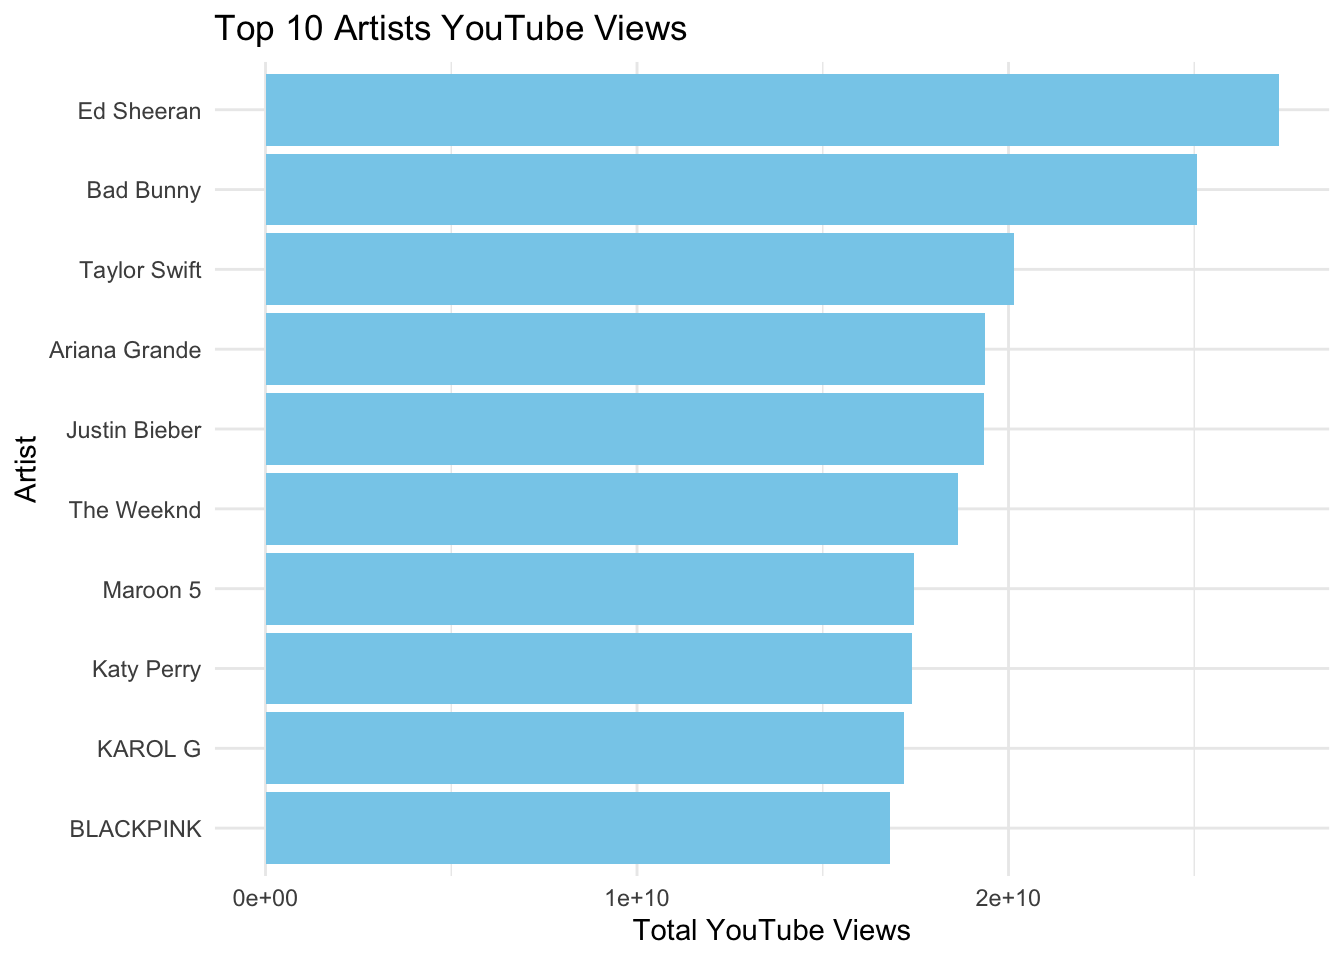 Top 10 Artists YouTube Views
Artist
Ed Sheeran
Bad Bunny
Taylor Swift
Ariana Grande
Justin Bieber
The Weeknd
Maroon 5
Katy Perry
KAROL G
BLACKPINK
0e+00 1e+10 2e+10
Total YouTube Views